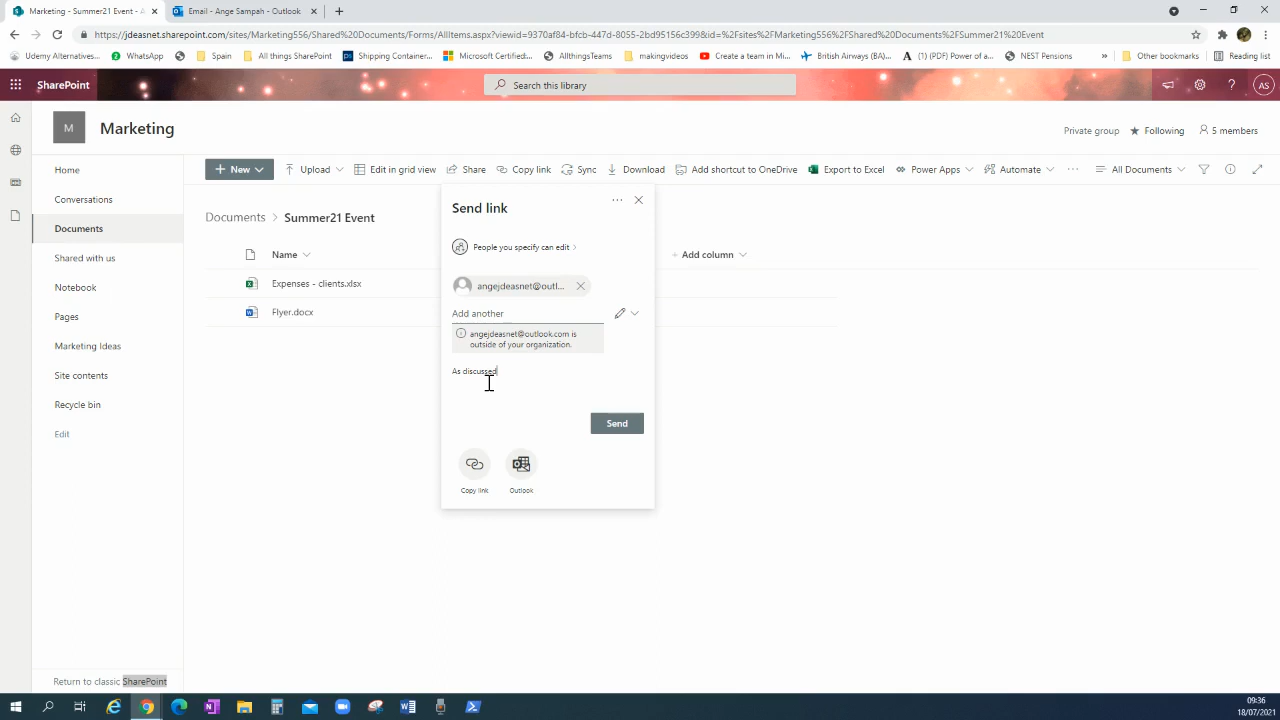 Marketing - Summer21 Event - A
Email - Ange Sampah - Outlook
https://jdeasnet.sharepoint.com/sites/Marketing556/Shared%20Documents/Forms/AllItems.aspx?viewid=9370af84-bfcb-447d-8055-2bd95156c399&id=%2Fsites%2FMarketing556%2FShared%20Documents%2FSummer21%20Event
Udemy Alternatives... WhatsApp Spain All things SharePoint Shipping Container... Microsoft Certified... AllthingsTeams makingvideos Create a team in Mi... British Airways (BA)... (1) (PDF) Power of a... NEST Pensions » Other bookmarks Reading list
SharePoint
Search this library
AS
M
Marketing
Private group Following 5 members
New Upload Edit in grid view Share Copy link Sync Download Add shortcut to OneDrive Export to Excel Power Apps Automate ... All Documents
Home
Conversations
Documents
Shared with us
Notebook
Pages
Marketing Ideas
Site contents
Recycle bin
Edit
Documents > Summer21 Event
Name
+ Add column
Expenses - clients.xlsx
Flyer.docx
Send link
People you specify can edit >
angejdeasnet@outl...
Add another
angejdeasnet@outlook.com is
outside of your organization.
As discussed
Send
Copy link Outlook
Return to classic SharePoint
09:36
18/07/2021